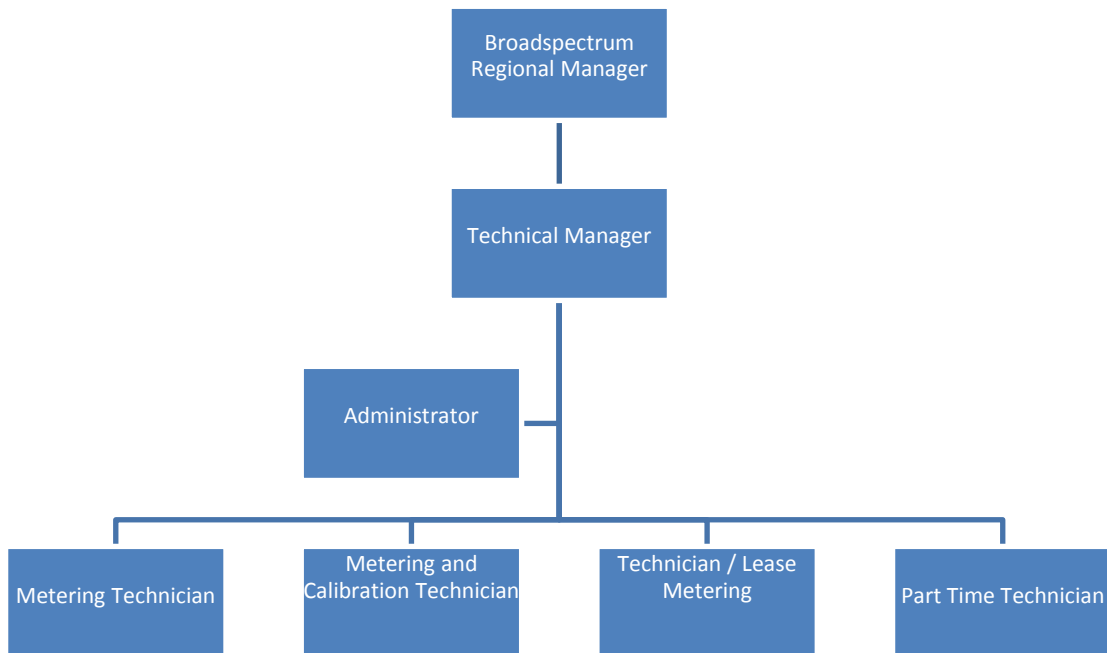 Broadspectrum
Regional Manager
Technical Manager
Administrator
Metering Technician
Metering and
Calibration Technician
Technician / Lease
Metering
Part Time Technician